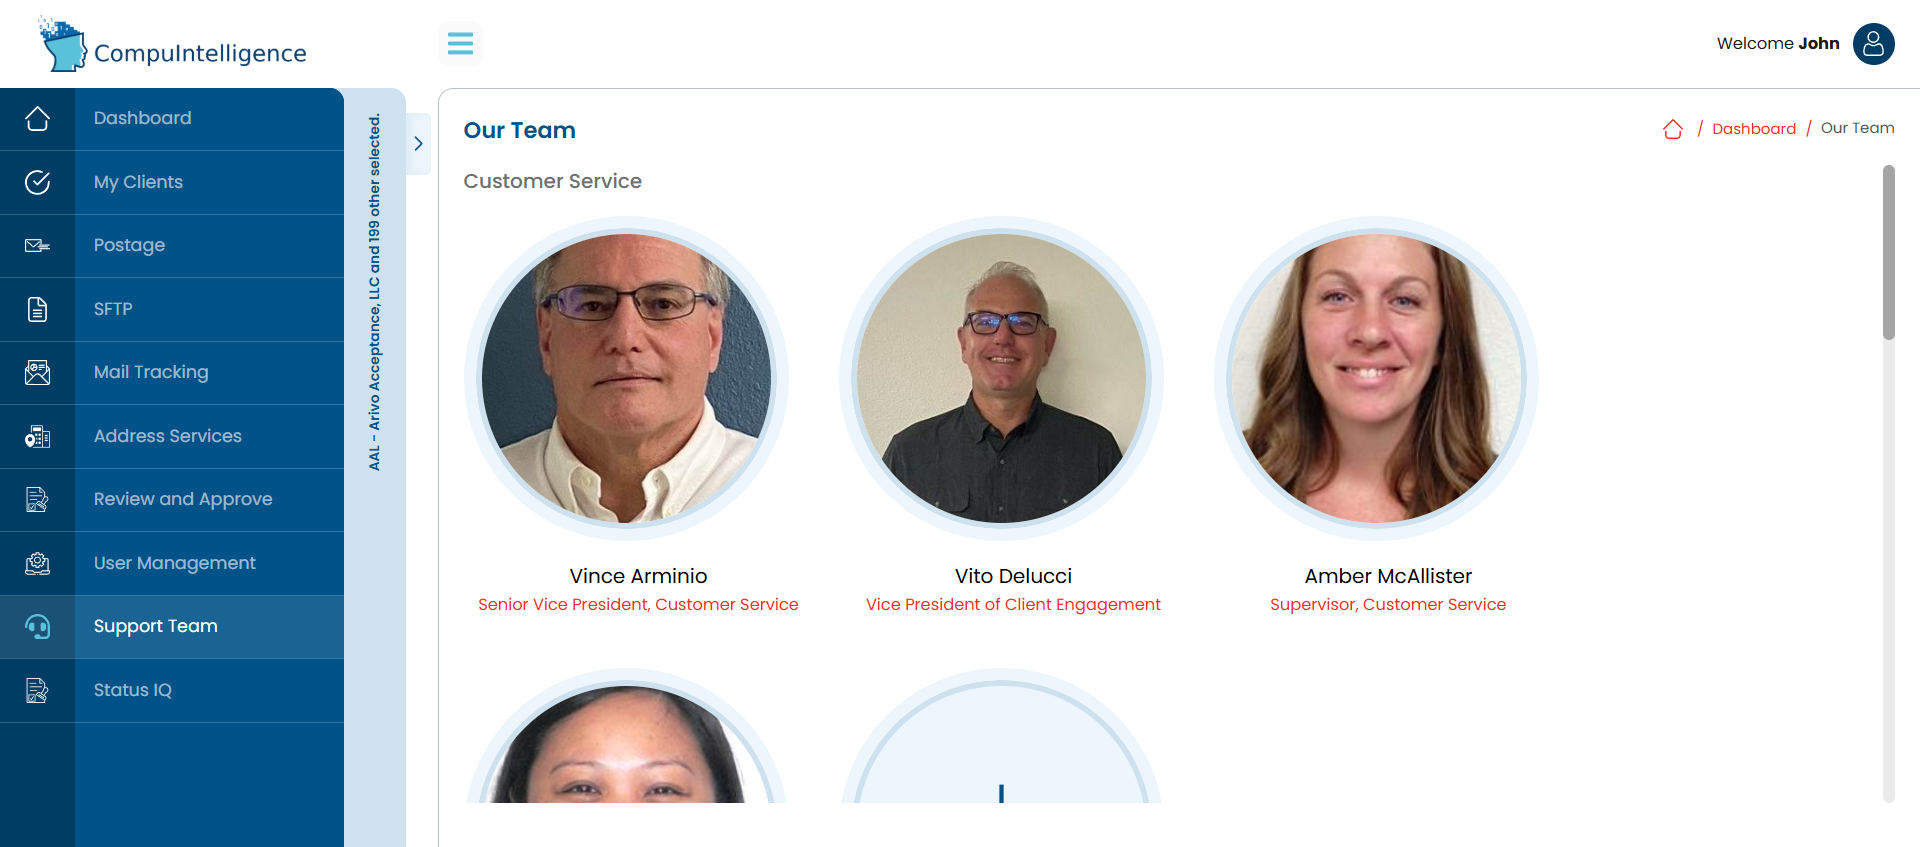 CompuIntelligence
Welcome John
Dashboard
My Clients
Postage
SFTP
Mail Tracking
Address Services
Review and Approve
User Management
Support Team
Status IQ
AAL - Arivo Acceptance, LLC and 199 other selected.
Our Team
/ Dashboard / Our Team
Customer Service
Vince Arminio
Senior Vice President, Customer Service
Vito Delucci
Vice President of Client Engagement
Amber McAllister
Supervisor, Customer Service